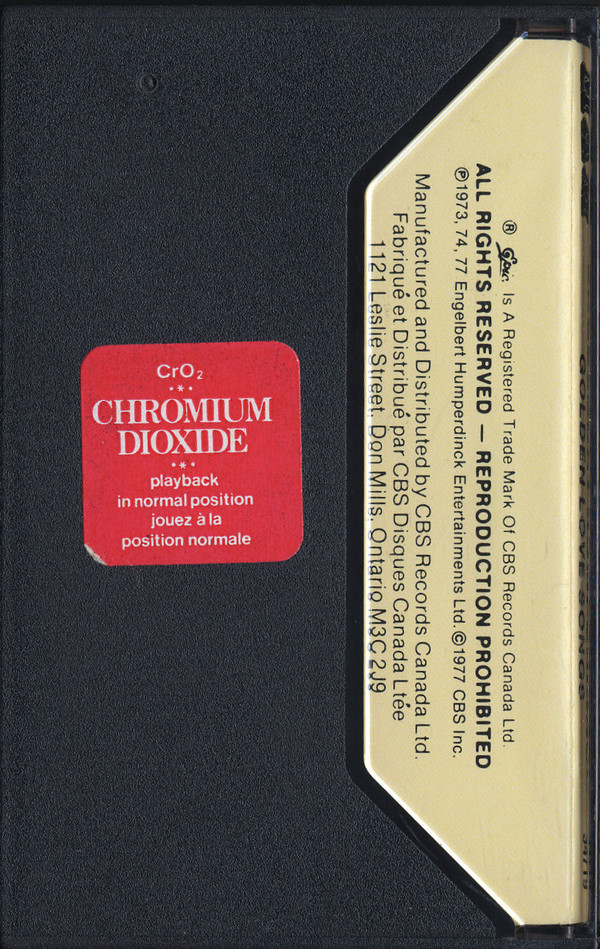 CrO₂
CHROMIUM
DIOXIDE
playback
in normal position
jouez à la
position normale
® Epic Is A Registered Trade Mark Of CBS Records Canada Ltd.
ALL RIGHTS RESERVED — REPRODUCTION PROHIBITED
℗1973, 74, 77 Engelbert Humperdinck Entertainments Ltd. ©1977 CBS Inc.
Manufactured and Distributed by CBS Records Canada Ltd.
Fabriqué et Distribué par CBS Disques Canada Ltée
1121 Leslie Street, Don Mills, Ontario M3C 2J9
GOLDEN LOVE SONGS